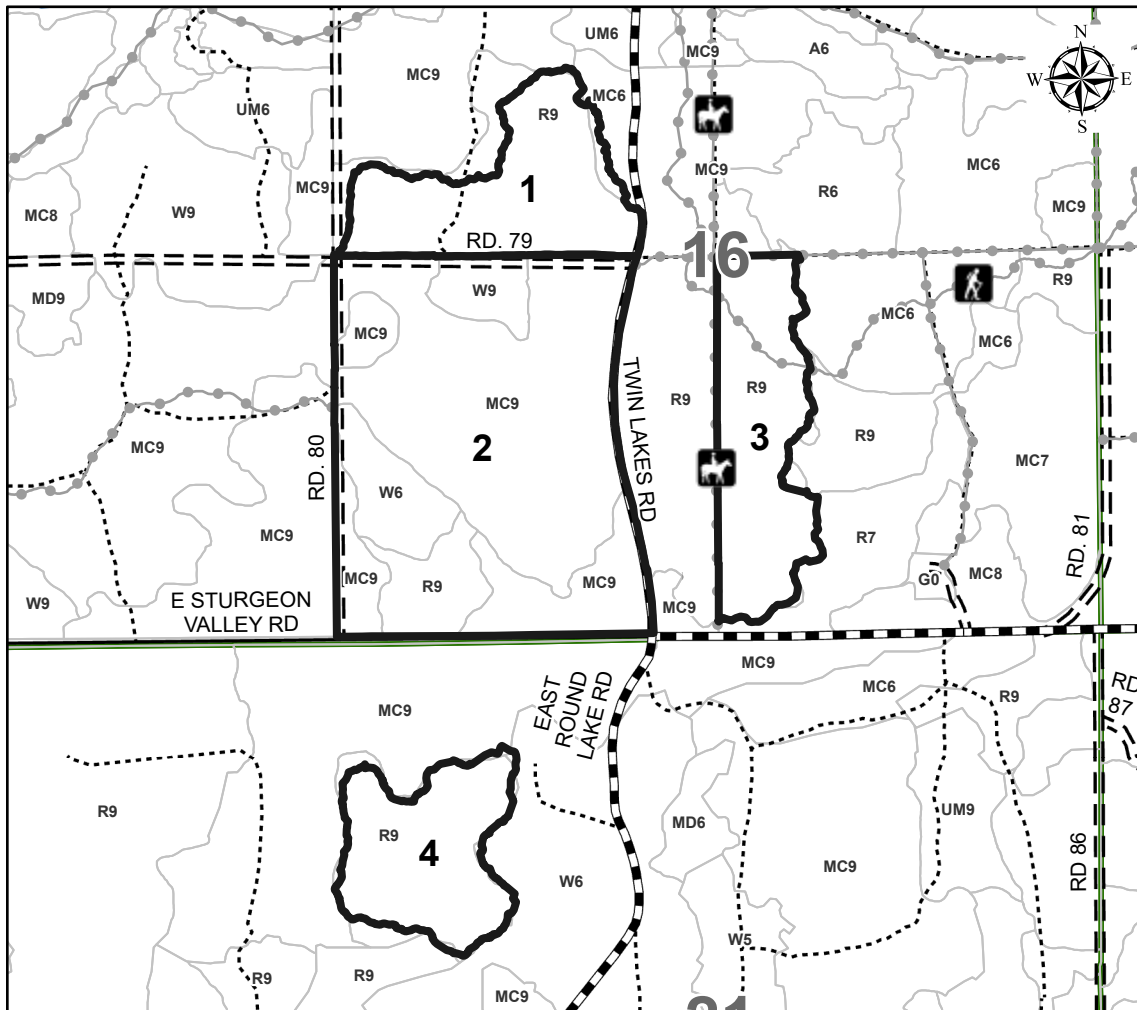 UM6
MC9
A6
N
MC9
W
E
S
MC6
UM6
R9
MC9
MC6
MC9
R6
MC9
W9
MC8
1
RD. 79
16
W9
MD9
R9
MC9
MC6
MC6
TWIN LAKES RD
MC9
R9
R9
2
3
R9
MC9
RD. 80
MC7
W6
MC9
R7
RD. 81
MC9
R9
MC9
G0
MC8
W9
E STURGEON
VALLEY RD
MC9
MC9
MC6
R9
RD
87
EAST
ROUND
LAKE RD
MC9
R9
MD6
UM9
R9
4
MC9
RD 86
W6
W5
R9
R9
MC9